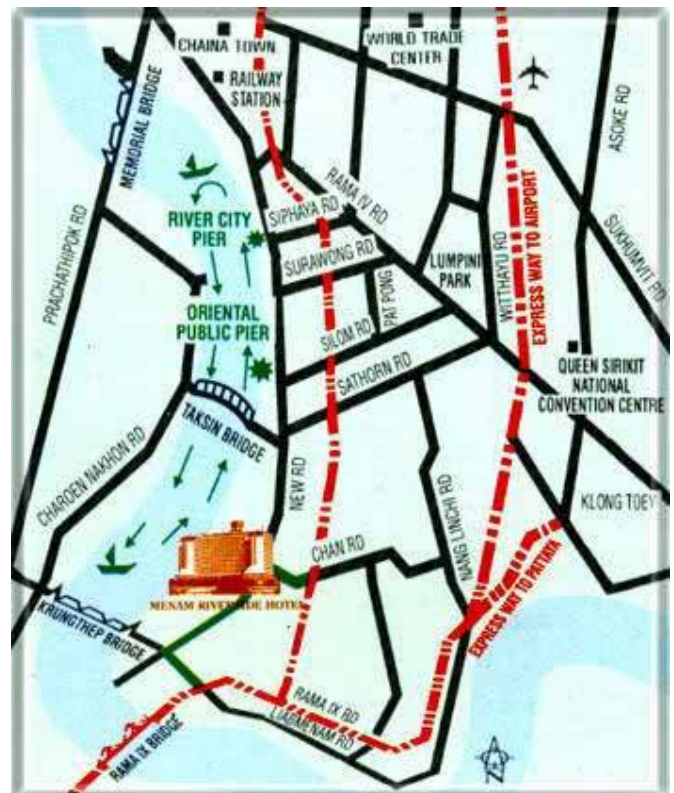 CHAINA TOWN
WORLD TRADE
CENTER
RAILWAY
STATION
MEMORIAL BRIDGE
ASOKE RD
RAMA IV RD
SIPHAYA RD
RIVER CITY
PIER
SURAWONG RD
LUMPINI
PARK
WITTHAYU RD
EXPRESS WAY TO AIRPORT
SUKHUMVIT RD
PRACHATHIPOK RD
PAT PONG
ORIENTAL
PUBLIC PIER
SILOM RD
SATHORN RD
QUEEN SIRIKIT
NATIONAL
CONVENTION CENTRE
TAKSIN BRIDGE
CHAROEN NAKHON RD
NEW RD
NANG LINCHI RD
KLONG TOEY
CHAN RD
EXPRESS WAY TO PATTAYA
MENAM RIVERSIDE HOTEL
KRUNGTHEP BRIDGE
RAMA IX RD
LIABMENAM RD
RAMA IX BRIDGE
N